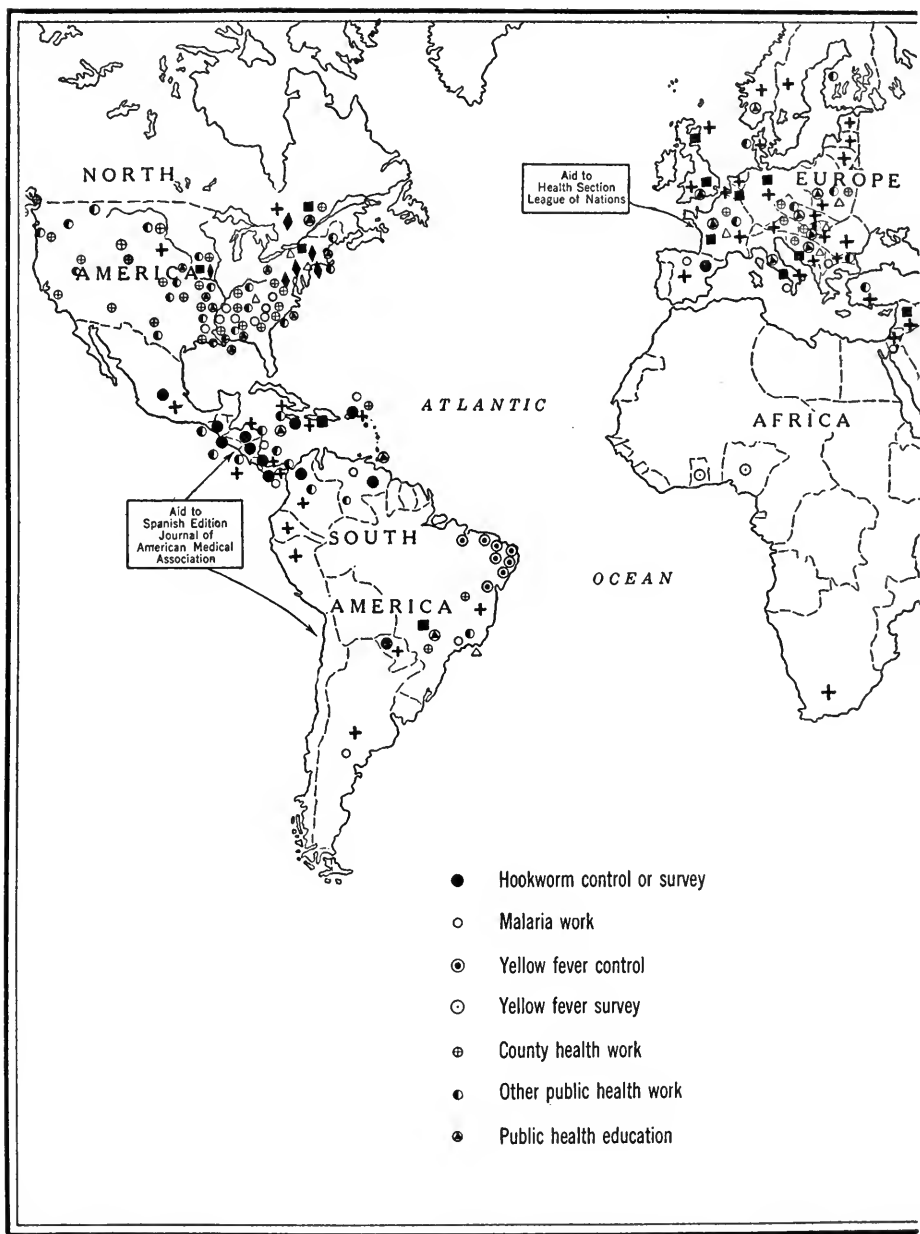 NORTH
AMERICA
Aid to
Health Section
League of Nations
EUROPE
ATLANTIC
AFRICA
Aid to
Spanish Edition
Journal of
American Medical
Association
SOUTH
OCEAN
AMERICA
Hookworm control or survey
Malaria work
Yellow fever control
Yellow fever survey
County health work
Other public health work
Public health education